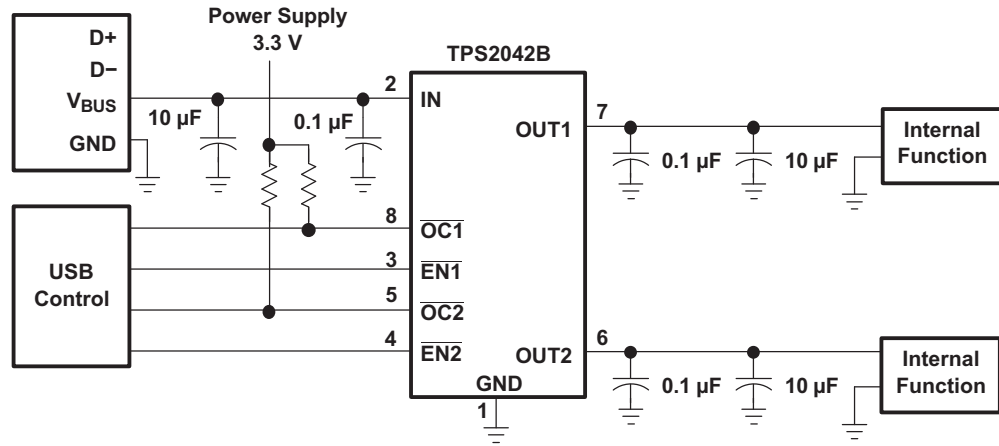 Power Supply
3.3 V
TPS2042B
D+
D−
VBUS
GND
10 µF
0.1 µF
2
IN
7
OUT1
0.1 µF
10 µF
Internal
Function
USB
Control
8
OC1
3
EN1
5
OC2
4
EN2
6
OUT2
0.1 µF
10 µF
Internal
Function
GND
1